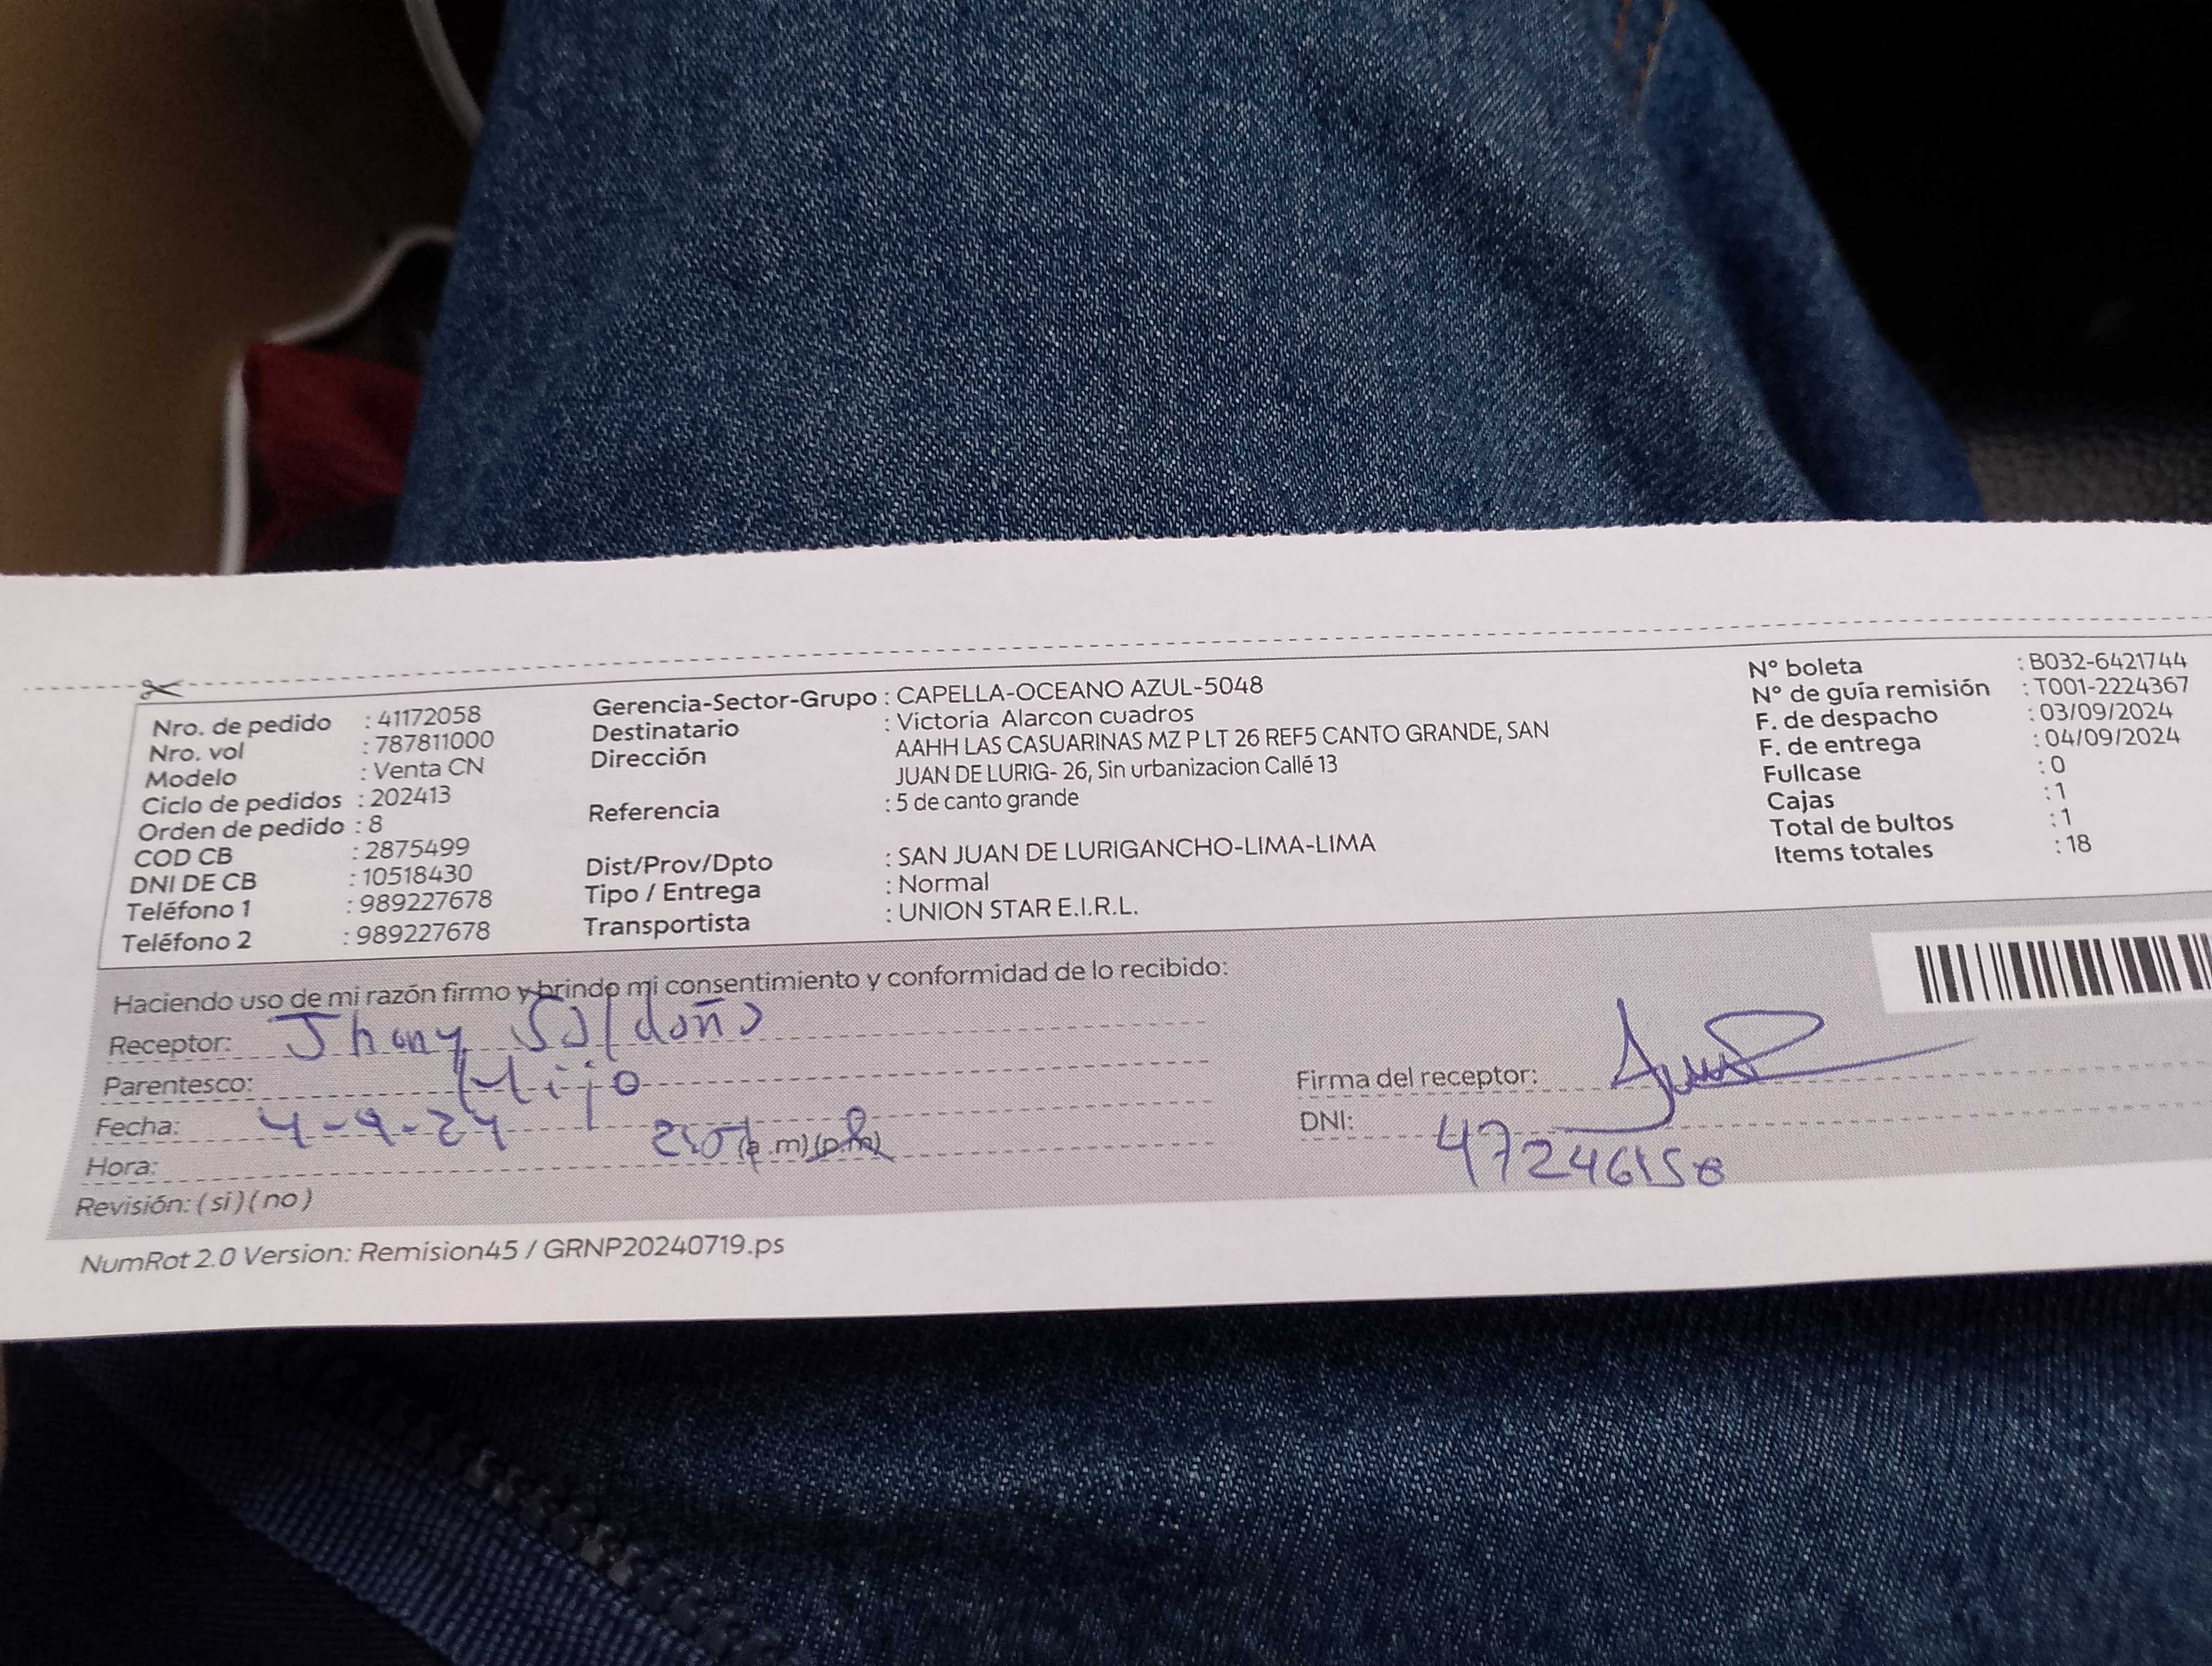 Nro. de pedido : 41172058
Nro. vol : 787811000
Modelo : Venta CN
Ciclo de pedidos : 202413
Orden de pedido : 8
COD CB : 2875499
DNI DE CB : 10518430
Teléfono 1 : 989227678
Teléfono 2 : 989227678
Gerencia-Sector-Grupo : CAPELLA-OCEANO AZUL-5048
Destinatario : Victoria Alarcon cuadros
Dirección AAHH LAS CASUARINAS MZ P LT 26 REF5 CANTO GRANDE, SAN
JUAN DE LURIG- 26, Sin urbanizacion Callé 13
Referencia : 5 de canto grande
Dist/Prov/Dpto : SAN JUAN DE LURIGANCHO-LIMA-LIMA
Tipo / Entrega : Normal
Transportista : UNION STAR E.I.R.L.
N° boleta : B032-6421744
N° de guía remisión : T001-2224367
F. de despacho : 03/09/2024
F. de entrega : 04/09/2024
Fullcase : 0
Cajas : 1
Total de bultos : 1
Items totales : 18
Haciendo uso de mi razón firmo y brindo mi consentimiento y conformidad de lo recibido:
Receptor: Jhony Saldaña
Parentesco: Hijo
Fecha: 4-9-24
Hora: (a.m)(p.m)
Revisión: (si)(no)
Firma del receptor:
DNI: 47246158
NumRot 2.0 Version: Remision45 / GRNP20240719.ps